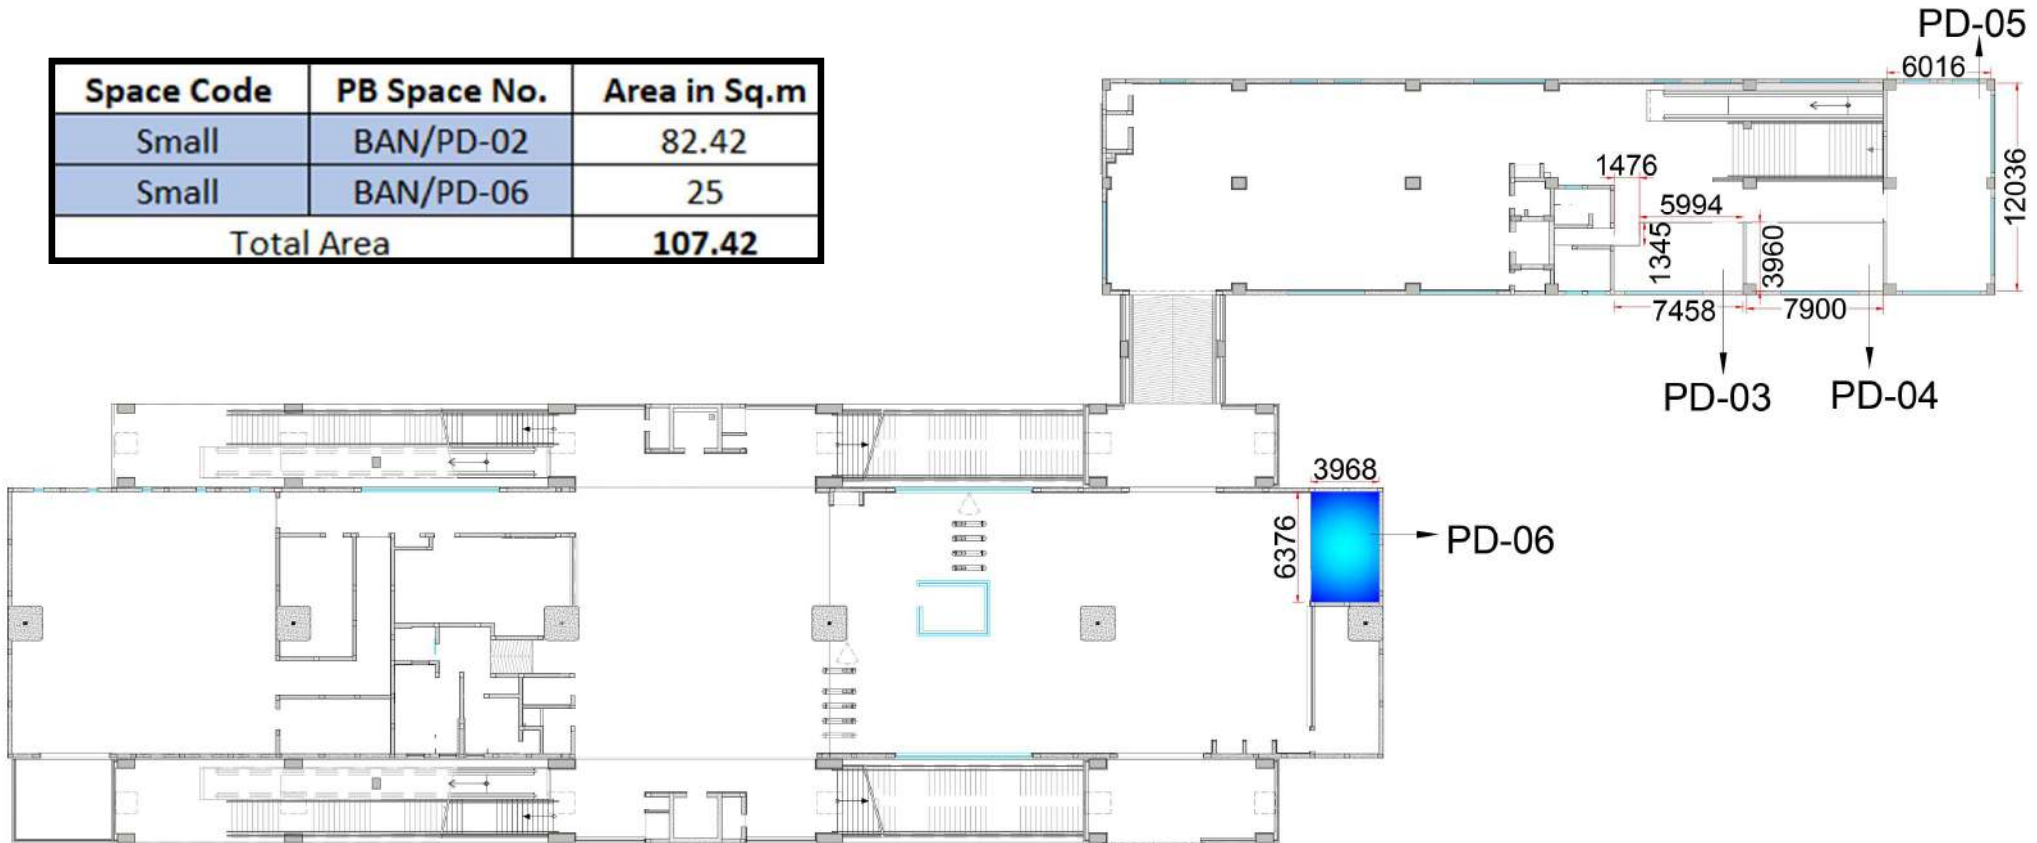 Space Code PB Space No. Area in Sq.m
Small BAN/PD-02 82.42
Small BAN/PD-06 25
Total Area 107.42
PD-05
6016
12036
1476
5994
1345
3960
7458
7900
PD-03
PD-04
3968
6376
PD-06